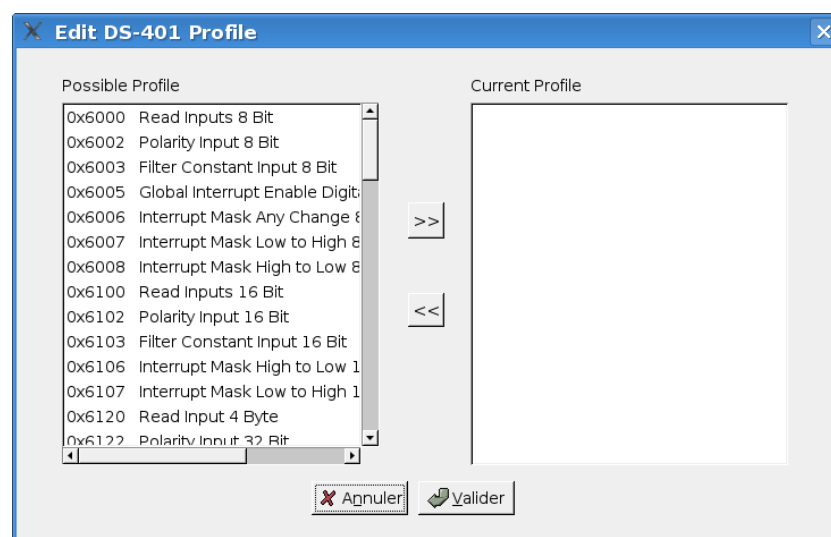 Edit DS-401 Profile
Possible Profile
Current Profile
0x6000 Read Inputs 8 Bit
0x6002 Polarity Input 8 Bit
0x6003 Filter Constant Input 8 Bit
0x6005 Global Interrupt Enable
0x6006 Interrupt Mask Any Change
0x6007 Interrupt Mask Low to High 8
0x6008 Interrupt Mask High to Low 8
0x6100 Read Inputs 16 Bit
0x6102 Polarity Input 16 Bit
0x6103 Filter Constant Input 16 Bit
0x6106 Interrupt Mask High to Low 1
0x6107 Interrupt Mask Low to High 1
0x6120 Read Input 4 Byte
0x6122 Polarity Input 32 Bit
>>
<<
Annuler
Valider